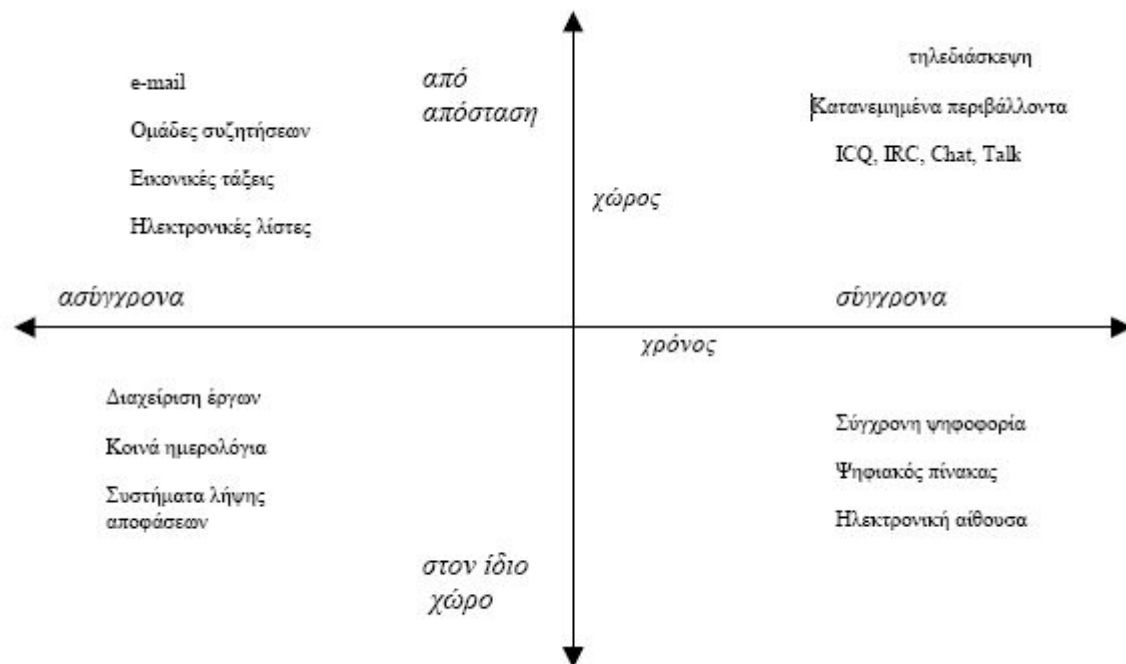 e-mail
Ομάδες συζητήσεων
Εικονικές τάξεις
Ηλεκτρονικές λίστες
από
απόσταση
τηλεδιάσκεψη
Κατανεμημένα περιβάλλοντα
ICQ, IRC, Chat, Talk
χώρος
ασύγχρονα
σύγχρονα
χρόνος
Διαχείριση έργων
Κοινά ημερολόγια
Συστήματα λήψης
αποφάσεων
Σύγχρονη ψηφοφορία
Ψηφιακός πίνακας
Ηλεκτρονική αίθουσα
στον ίδιο
χώρο